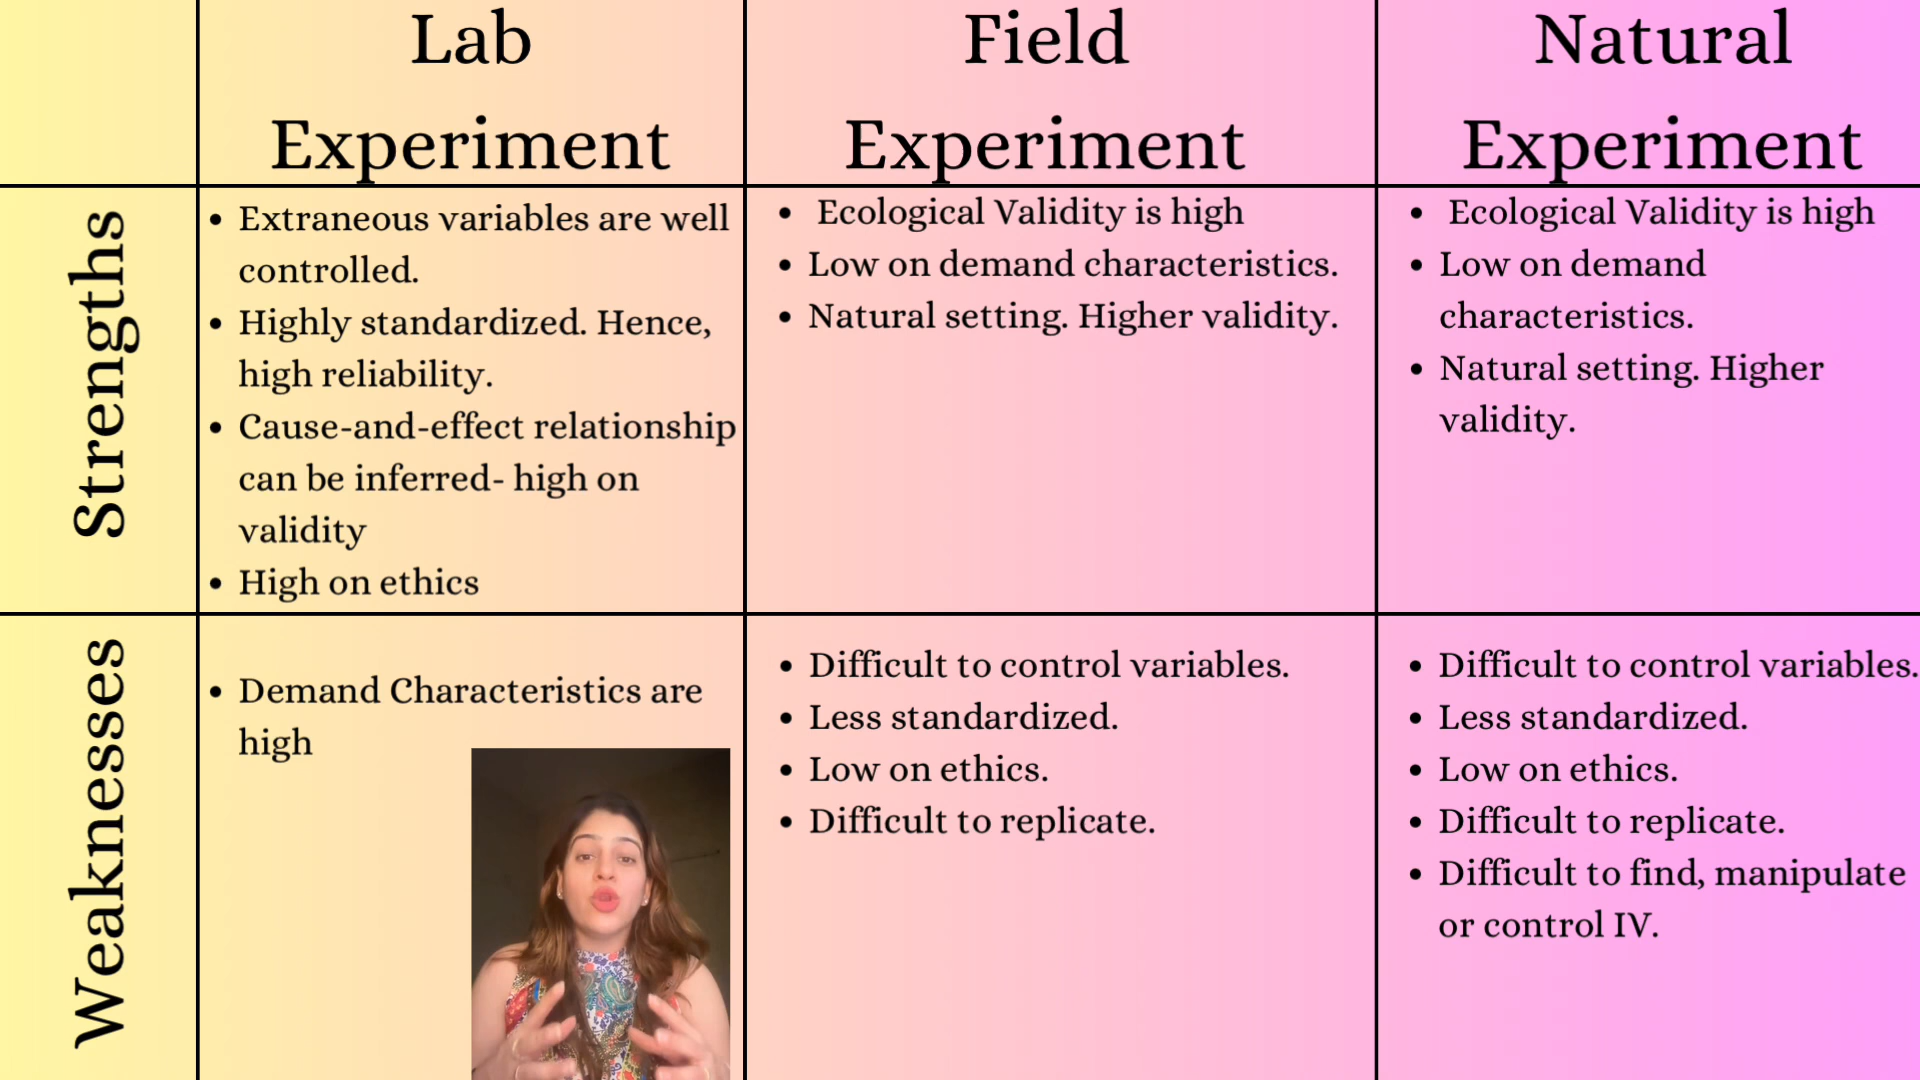 Lab
Experiment
Field
Experiment
Natural
Experiment
Strengths
• Extraneous variables are well
controlled.
• Highly standardized. Hence,
high reliability.
• Cause-and-effect relationship
can be inferred- high on
validity
• High on ethics
• Ecological Validity is high
• Low on demand characteristics.
• Natural setting. Higher validity.
• Ecological Validity is high
• Low on demand
characteristics.
• Natural setting. Higher
validity.
Weaknesses
• Demand Characteristics are
high
• Difficult to control variables.
• Less standardized.
• Low on ethics.
• Difficult to replicate.
• Difficult to control variables.
• Less standardized.
• Low on ethics.
• Difficult to replicate.
• Difficult to find, manipulate
or control IV.